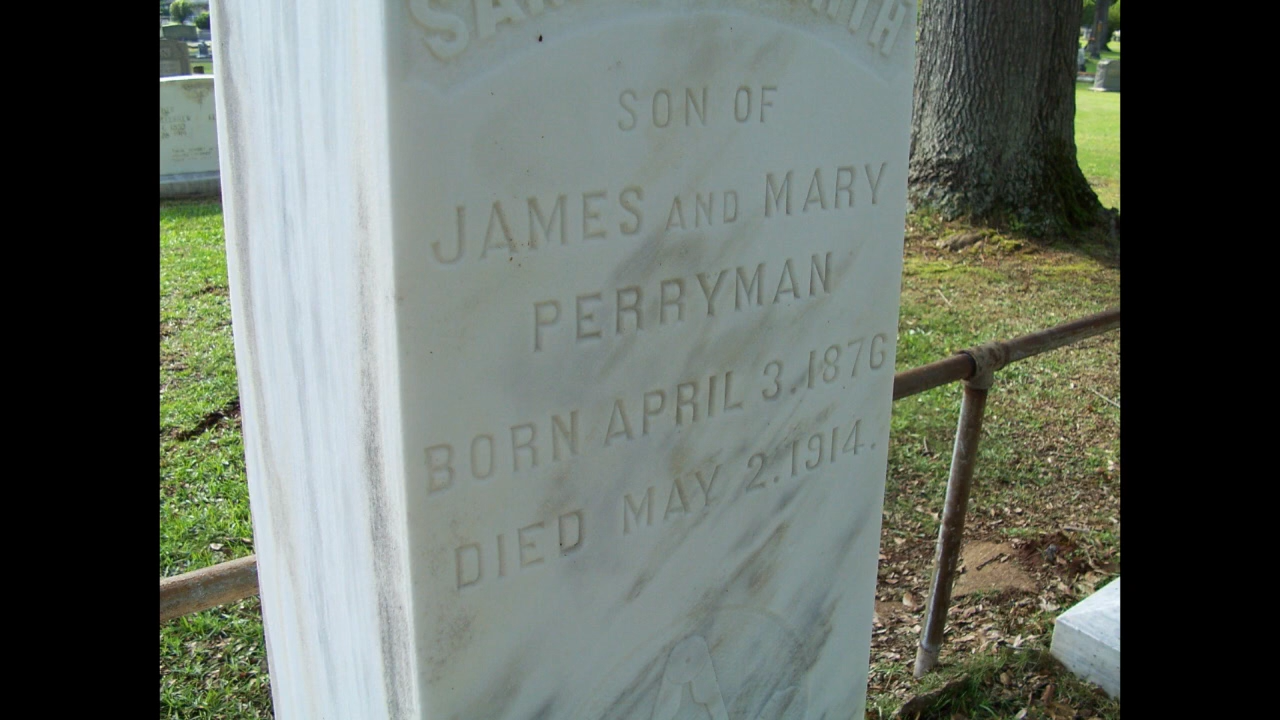 SON OF
JAMES AND MARY
PERRYMAN
BORN APRIL 3.1876
DIED MAY 2.1914.